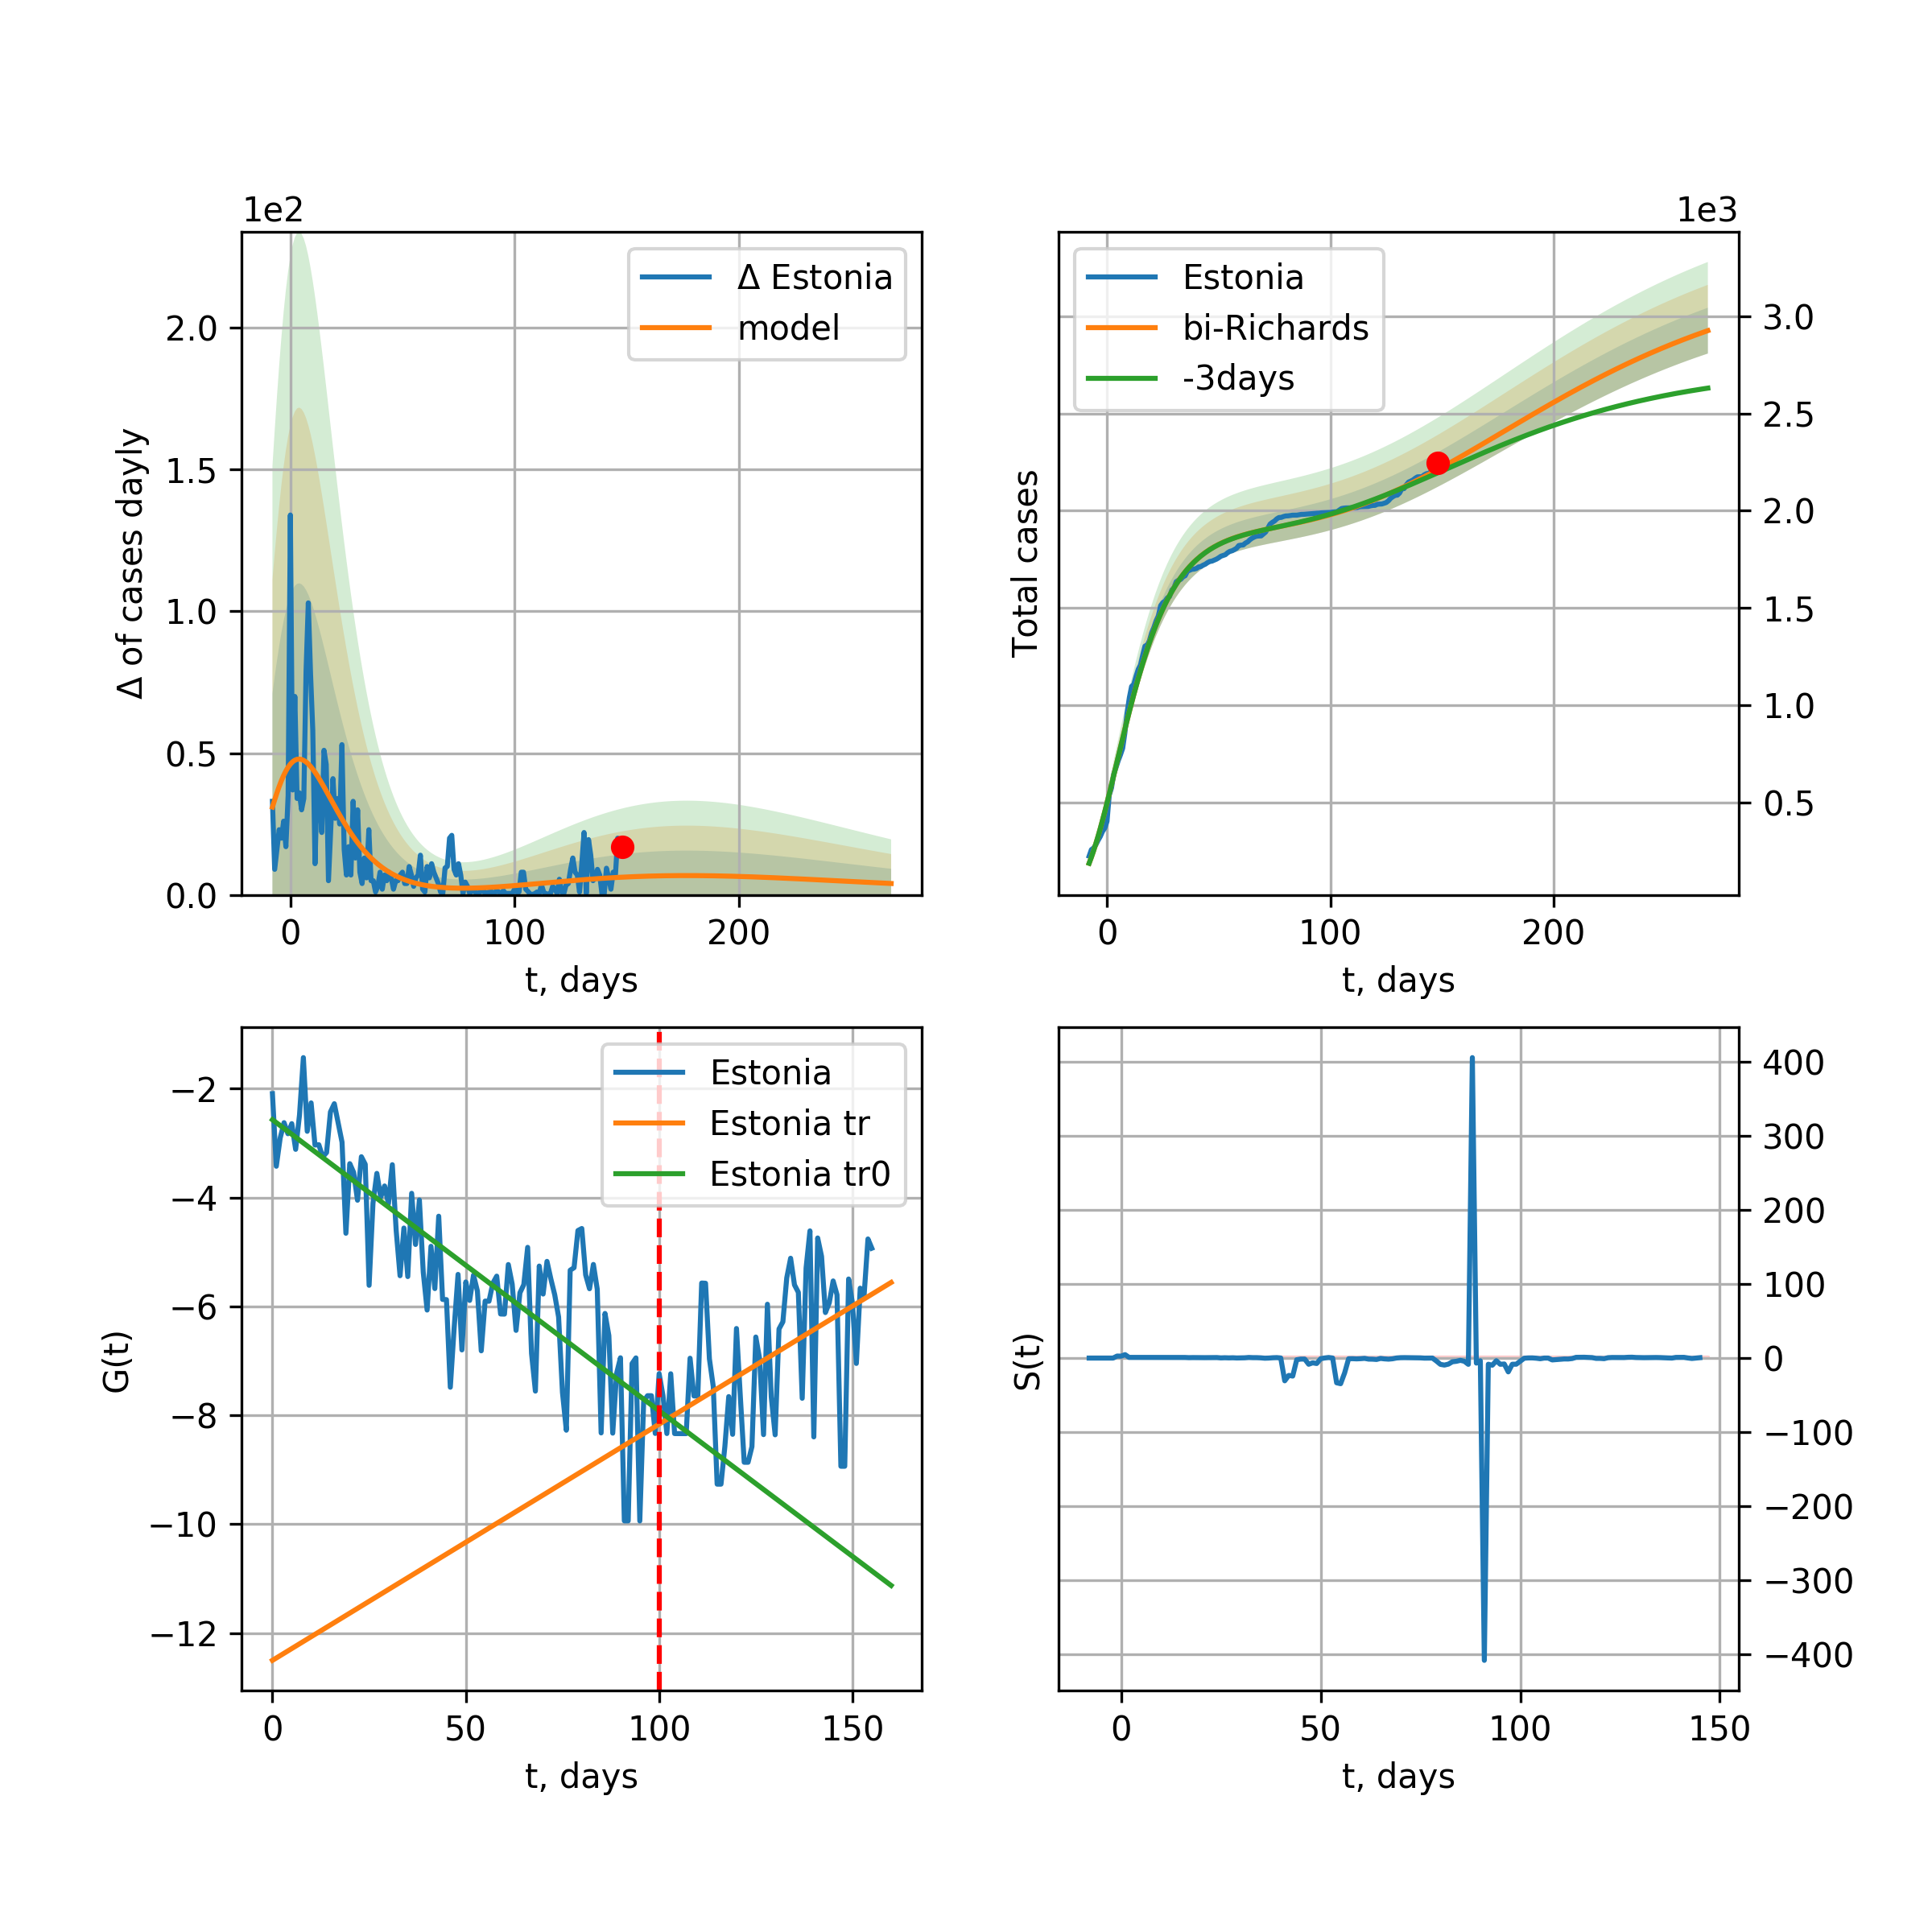 1e2
Δ of cases dayly
2.0
1.5
1.0
0.5
0.0
0 100 200
t, days
Δ Estonia
model
1e3
Total cases
3.0
2.5
2.0
1.5
1.0
0.5
0 100 200
t, days
Estonia
bi-Richards
-3days
G(t)
−2
−4
−6
−8
−10
−12
0 50 100 150
t, days
Estonia
Estonia tr
Estonia tr0
S(t)
400
300
200
100
0
−100
−200
−300
−400
0 50 100 150
t, days